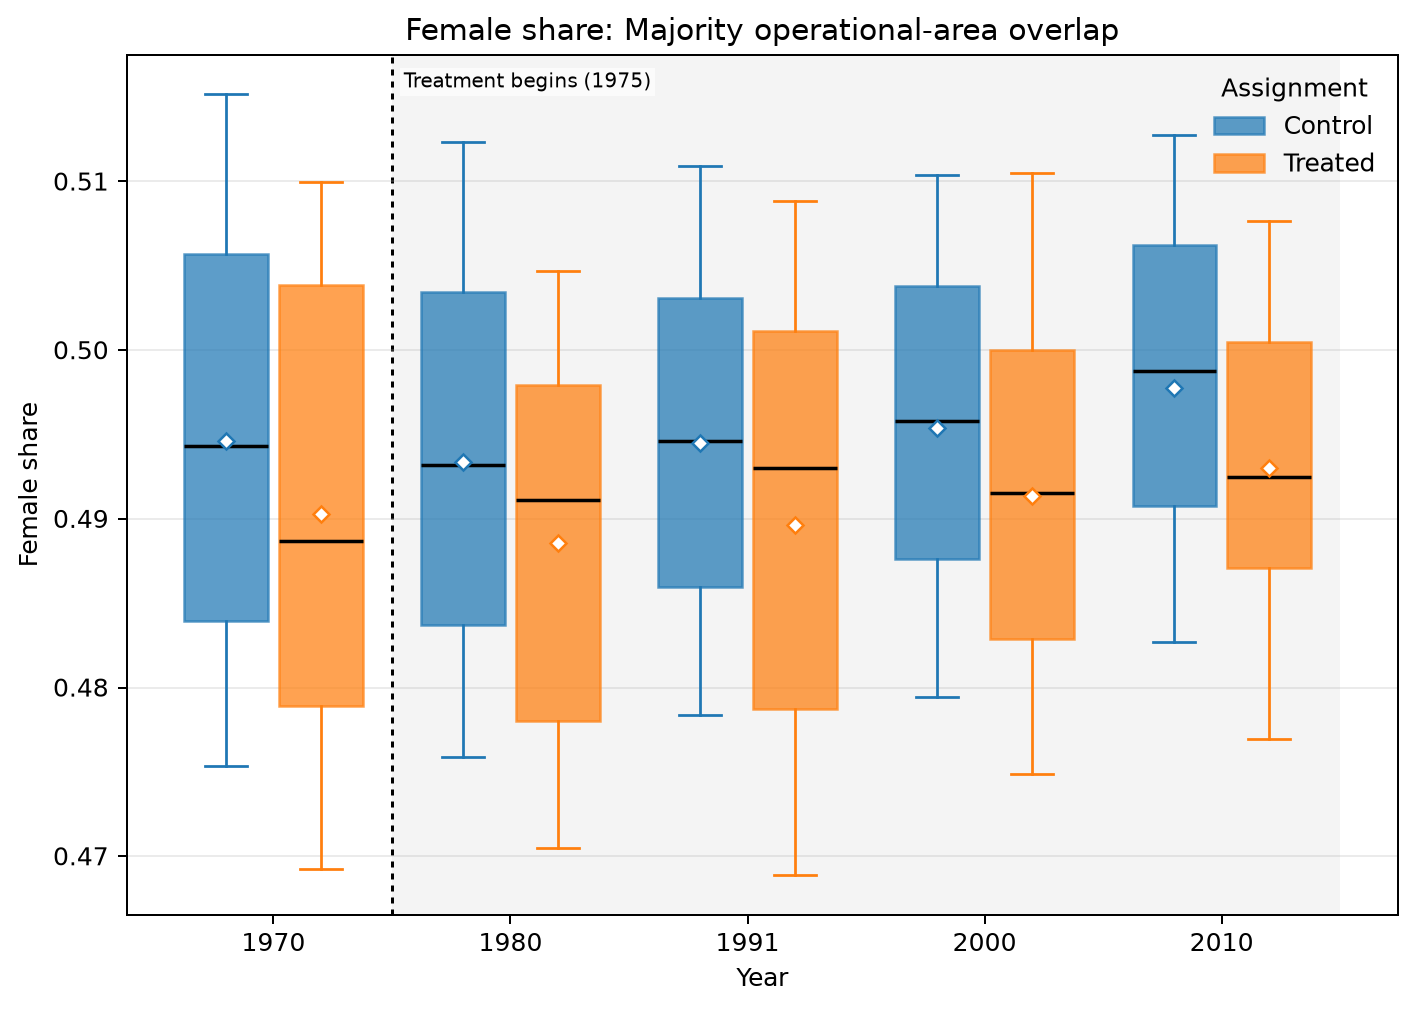 Female share: Majority operational-area overlap
Treatment begins (1975)
Assignment
Control
Treated
0.51
0.50
0.49
0.48
0.47
Female share
1970
1980
1991
2000
2010
Year